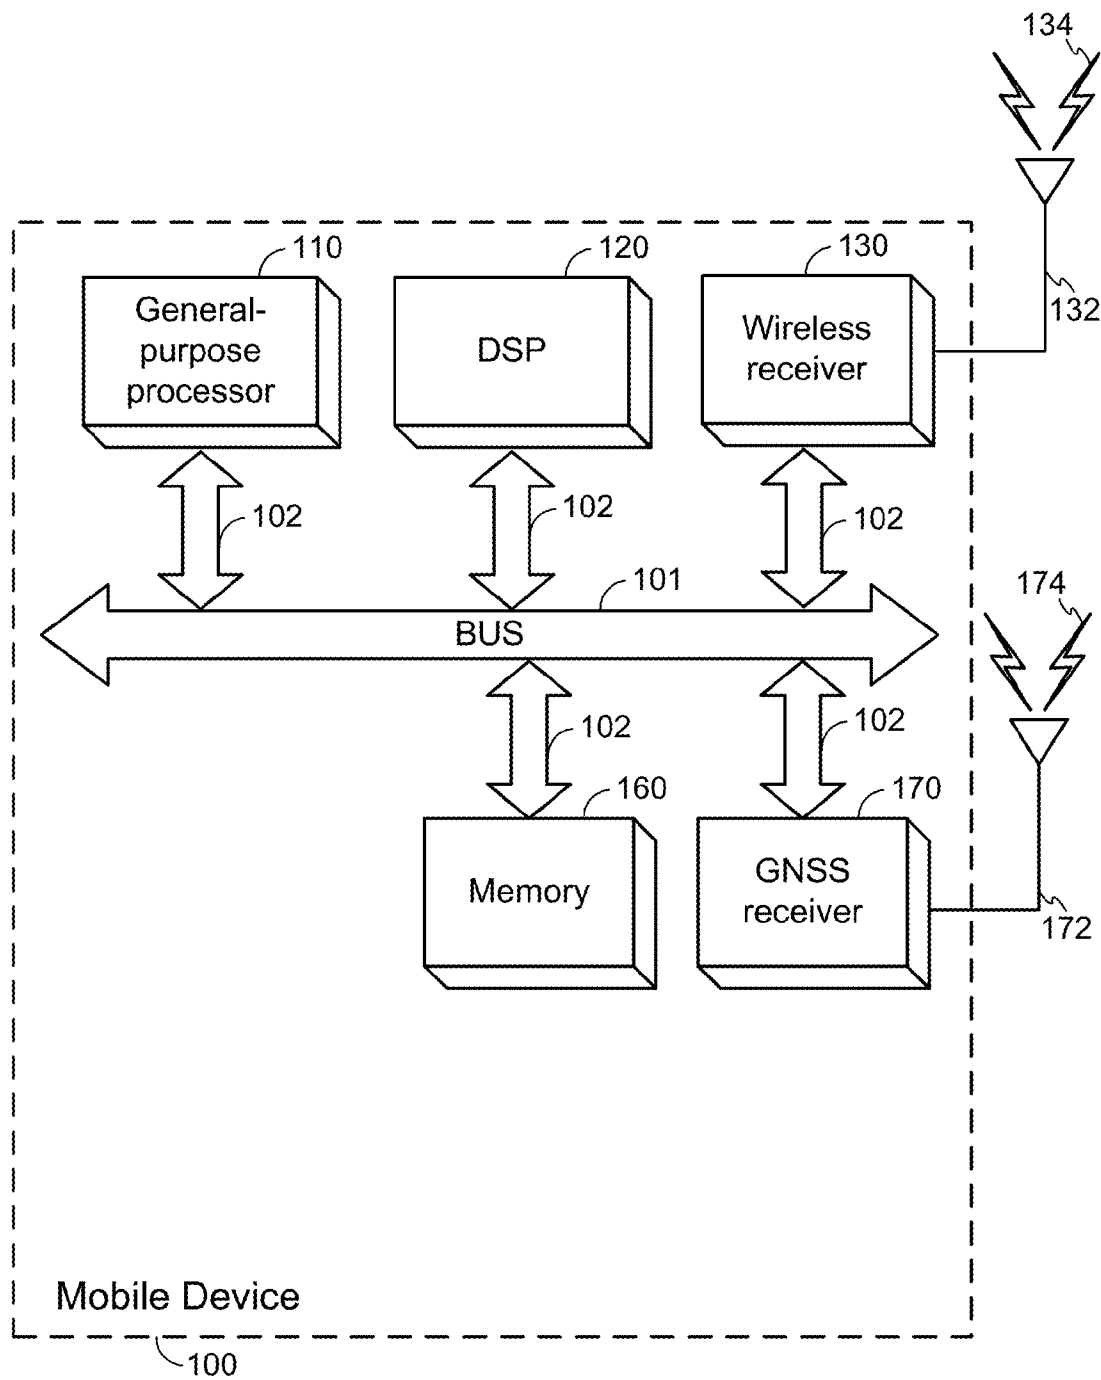 134
132
110
120
130
General-
purpose
processor
DSP
Wireless
receiver
102
102
102
101
BUS
174
102
102
160
170
Memory
GNSS
receiver
172
Mobile Device
100